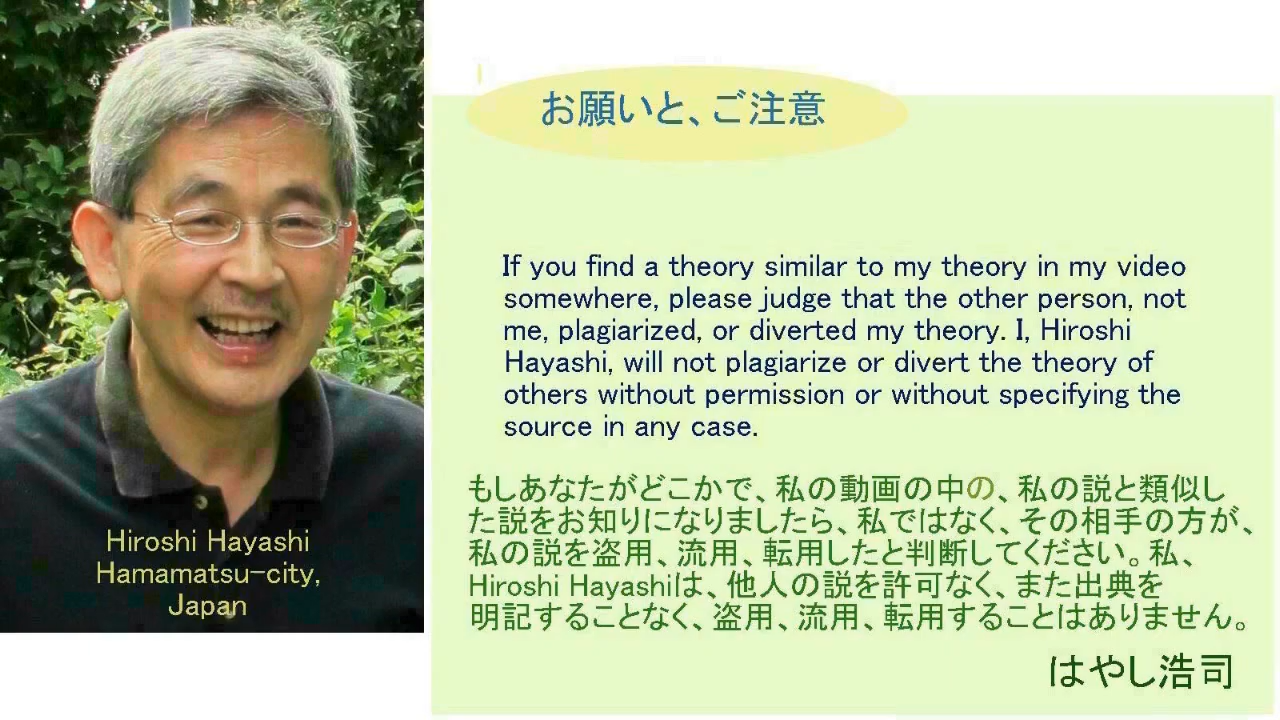 お願いと、ご注意
If you find a theory similar to my theory in my video
somewhere, please judge that the other person, not
me, plagiarized, or diverted my theory. I, Hiroshi
Hayashi, will not plagiarize or divert the theory of
others without permission or without specifying the
source in any case.
もしあなたがどこかで、私の動画の中の、私の説と類似し
た説をお知りになりましたら、私ではなく、その相手の方が、
私の説を盗用、流用、転用したと判断してください。私、
Hiroshi Hayashiは、他人の説を許可なく、また出典を
明記することなく、盗用、流用、転用することはありません。
はやし浩司
Hiroshi Hayashi
Hamamatsu-city,
Japan